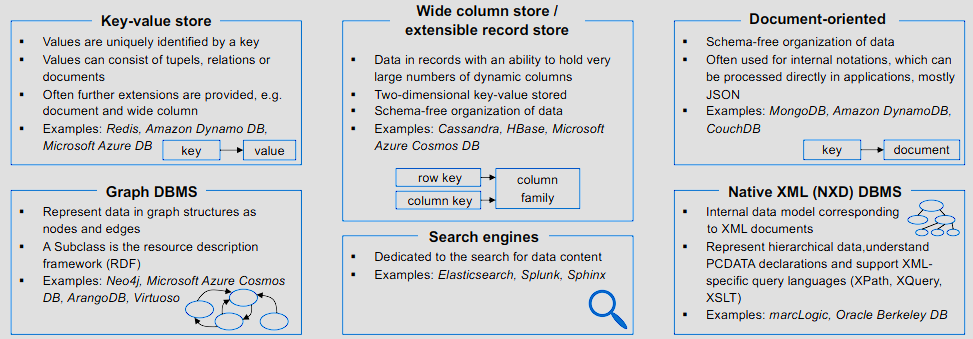 Key-value store
▪ Values are uniquely identified by a key
▪ Values can consist of tupels, relations or
documents
▪ Often further extensions are provided, e.g.
document and wide column
▪ Examples: Redis, Amazon Dynamo DB,
Microsoft Azure DB
key
value
Wide column store /
extensible record store
▪ Data in records with an ability to hold very
large numbers of dynamic columns
▪ Two-dimensional key-value stored
▪ Schema-free organization of data
▪ Examples: Cassandra, HBase, Microsoft
Azure Cosmos DB
row key
column key
column
family
Document-oriented
▪ Schema-free organization of data
▪ Often used for internal notations, which can
be processed directly in applications, mostly
JSON
▪ Examples: MongoDB, Amazon DynamoDB,
CouchDB
key
document
Graph DBMS
▪ Represent data in graph structures as
nodes and edges
▪ A Subclass is the resource description
framework (RDF)
▪ Examples: Neo4j, Microsoft Azure Cosmos
DB, ArangoDB, Virtuoso
Search engines
▪ Dedicated to the search for data content
▪ Examples: Elasticsearch, Splunk, Sphinx
Native XML (NXD) DBMS
▪ Internal data model corresponding
to XML documents
▪ Represent hierarchical data,understand
PCDATA declarations and support XML-
specific query languages (XPath, XQuery,
XSLT)
▪ Examples: marcLogic, Oracle Berkeley DB